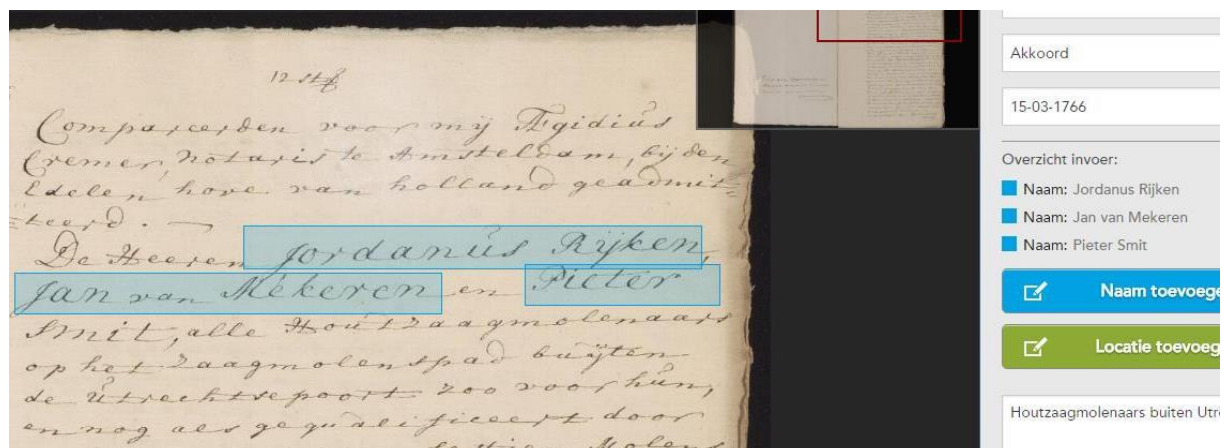 12 st
Compareerden voor mij Ægidius
Cremer, Notaris te Amsteldam, bij den
Edelen hove van holland geadmit=
=teerd. —
De Heeren Jordanus Rijken,
Jan van Mekeren en Pieter
Smit, alle Houtzaagmolenaars
op het Zaagmolenspad buijten
de Utrechtsepoort zoo voor hun,
en nog als gequalificeert door
Molens
Akkoord
15-03-1766
Overzicht invoer:
Naam: Jordanus Rijken
Naam: Jan van Mekeren
Naam: Pieter Smit
Naam toevoege
Locatie toevoeg
Houtzaagmolenaars buiten Utr